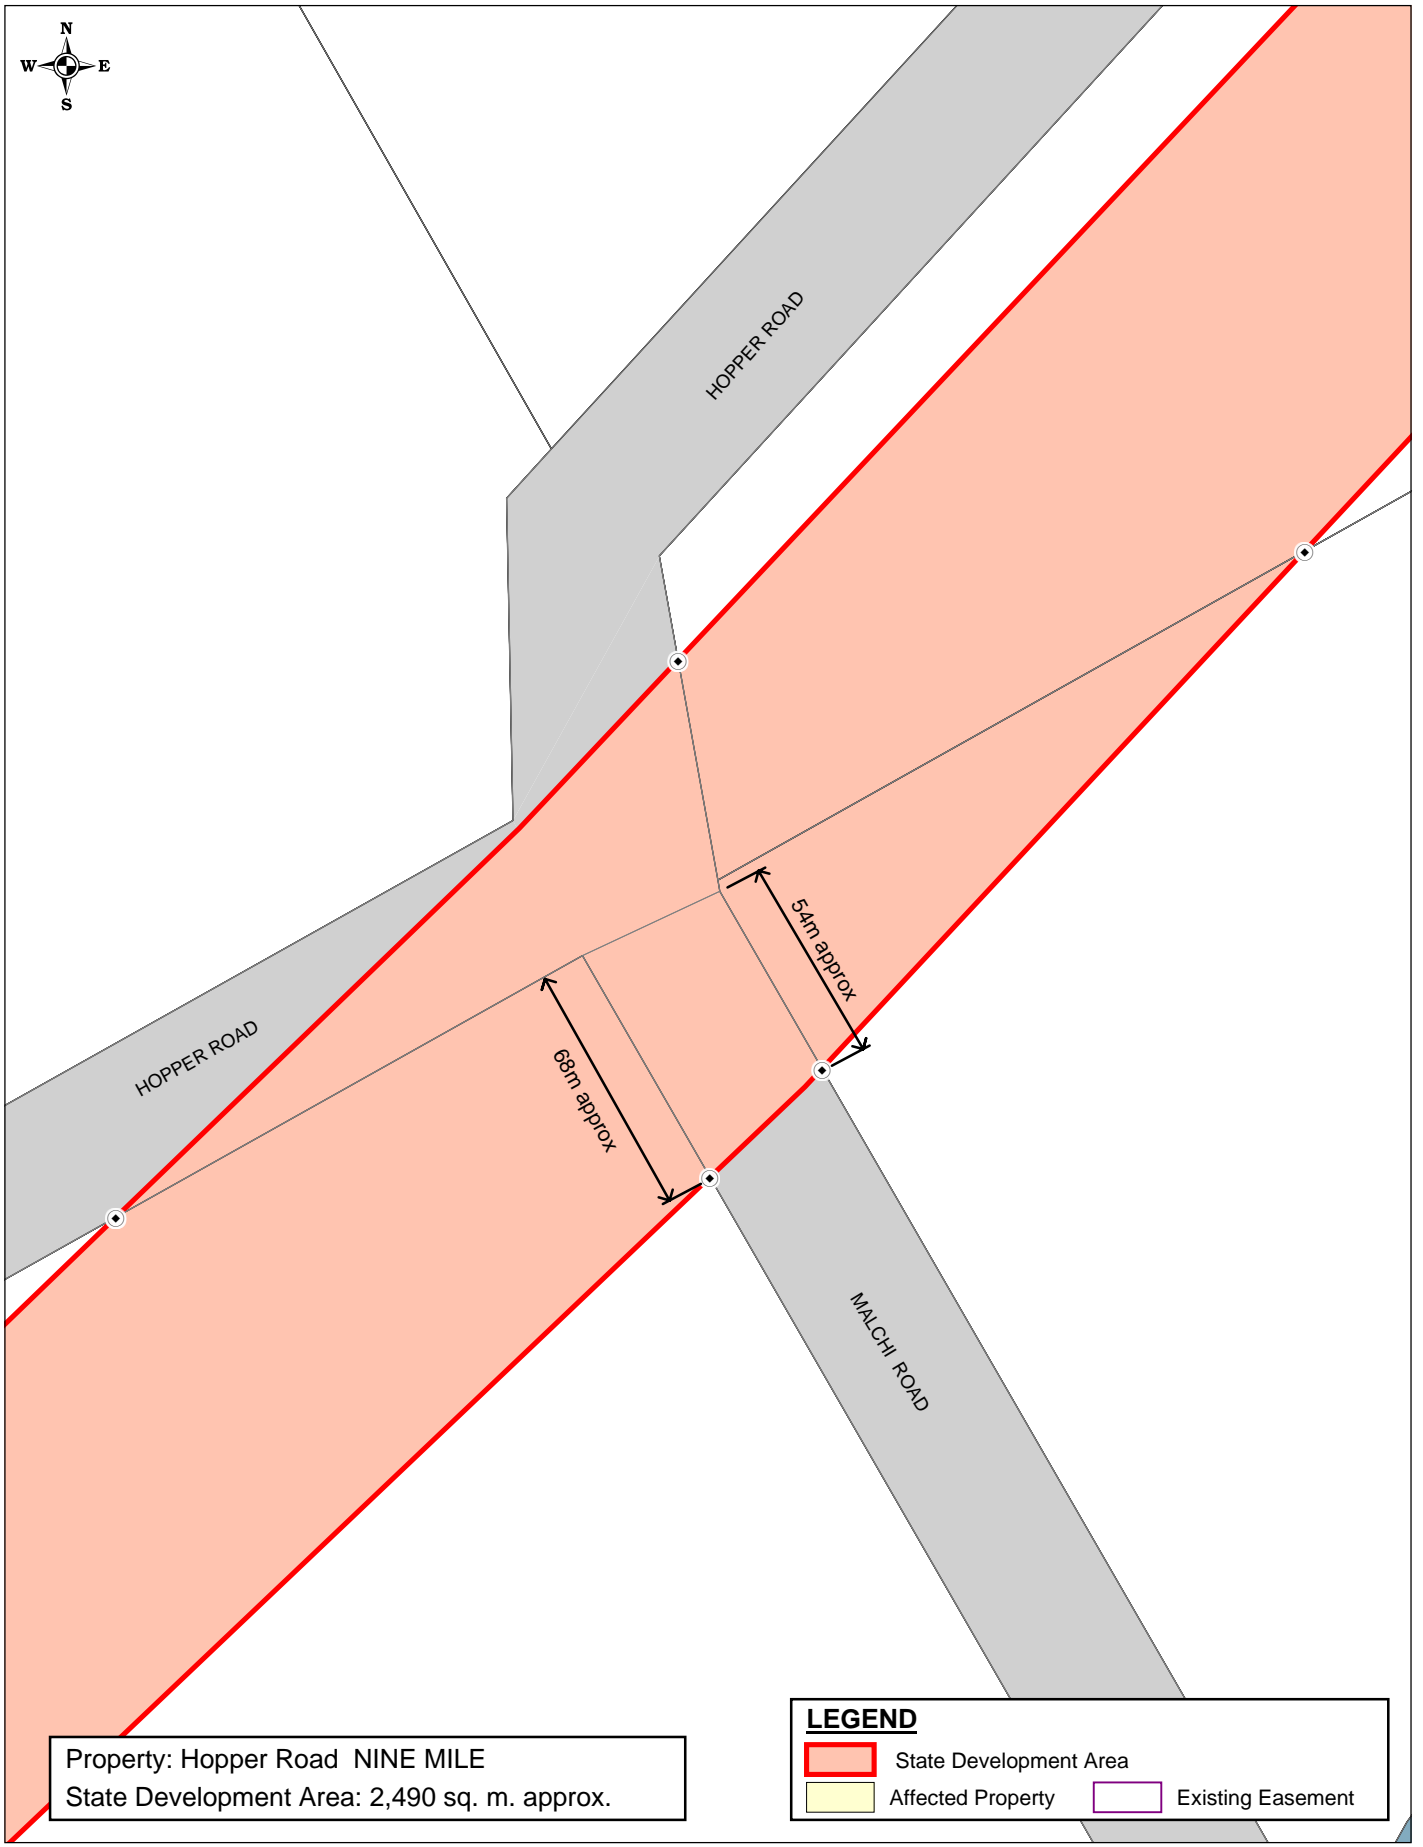 N
W E
S
HOPPER ROAD
54m approx
HOPPER ROAD
68m approx
MALCHI ROAD
Property: Hopper Road NINE MILE
State Development Area: 2,490 sq. m. approx.
LEGEND
State Development Area
Affected Property
Existing Easement